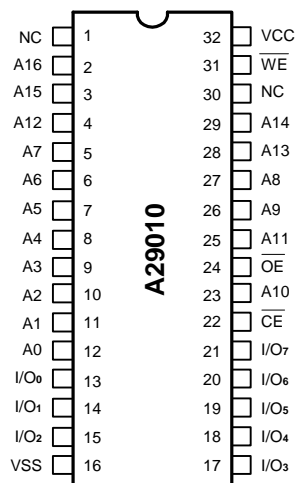 NC 1 32 VCC
A16 2 31 W̅E̅
A15 3 30 NC
A12 4 29 A14
A7 5 28 A13
A6 6 27 A8
A5 7 26 A9
A4 8 25 A11
A3 9 24 O̅E̅
A2 10 23 A10
A1 11 22 C̅E̅
A0 12 21 I/O₇
I/O₀ 13 20 I/O₆
I/O₁ 14 19 I/O₅
I/O₂ 15 18 I/O₄
VSS 16 17 I/O₃
A29010